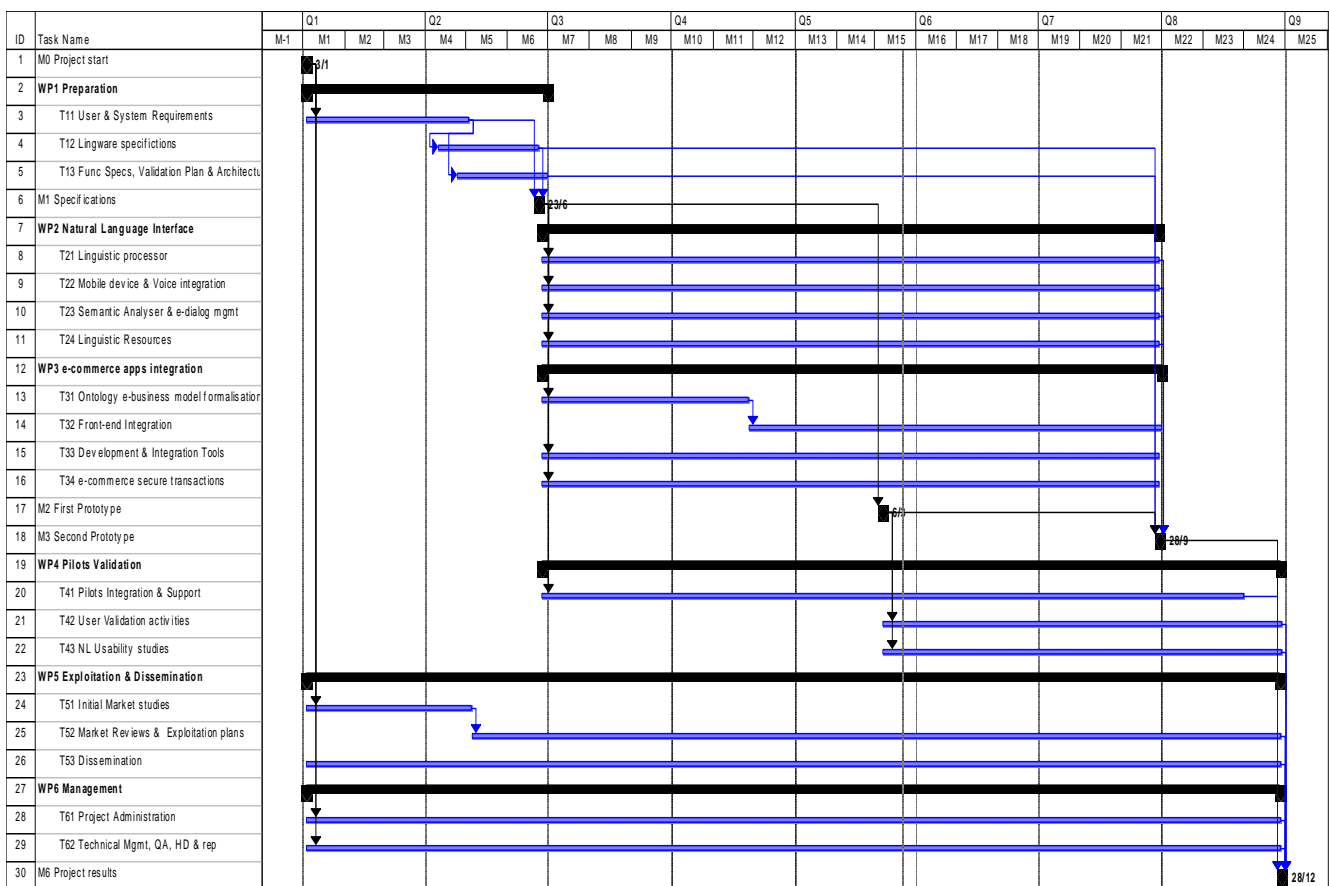 Q1 Q2 Q3 Q4 Q5 Q6 Q7 Q8 Q9
ID Task Name M-1 M1 M2 M3 M4 M5 M6 M7 M8 M9 M10 M11 M12 M13 M14 M15 M16 M17 M18 M19 M20 M21 M22 M23 M24 M25
1 M0 Project start 3/1
2 WP1 Preparation
3 T11 User & System Requirements
4 T12 Lingware specifictions
5 T13 Func Specs, Validation Plan & Architectu
6 M1 Specifications 23/6
7 WP2 Natural Language Interface
8 T21 Linguistic processor
9 T22 Mobile device & Voice integration
10 T23 Semantic Analyser & e-dialog mgmt
11 T24 Linguistic Resources
12 WP3 e-commerce apps integration
13 T31 Ontology e-business model formalisation
14 T32 Front-end Integration
15 T33 Development & Integration Tools
16 T34 e-commerce secure transactions
17 M2 First Prototype
18 M3 Second Prototype 28/9
19 WP4 Pilots Validation
20 T41 Pilots Integration & Support
21 T42 User Validation activities
22 T43 NL Usability studies
23 WP5 Exploitation & Dissemination
24 T51 Initial Market studies
25 T52 Market Reviews & Exploitation plans
26 T53 Dissemination
27 WP6 Management
28 T61 Project Administration
29 T62 Technical Mgmt, QA, HD & rep
30 M6 Project results 28/12